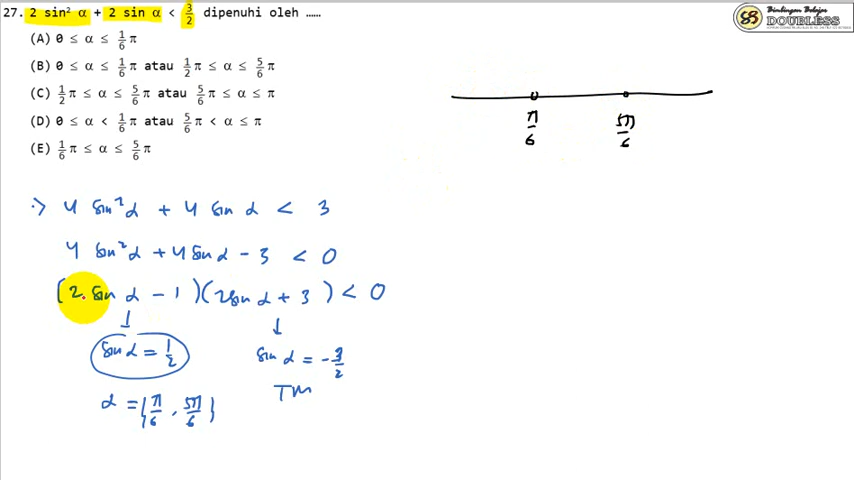 27. 2 sin² α + 2 sin α < 3/2 dipenuhi oleh ......
Bimbingan Belajar
DOUBLESS
(A) 0 ≤ α ≤ 1/6 π
(B) 0 ≤ α ≤ 1/6 π atau 1/2 π ≤ α ≤ 5/6 π
(C) 1/2 π ≤ α ≤ 5/6 π atau 5/6 π ≤ α ≤ π
(D) 0 ≤ α < 1/6 π atau 5/6 π < α ≤ π
(E) 1/6 π ≤ α ≤ 5/6 π
π/6 5π/6
4 sin²α + 4 sin α < 3
4 sin²α + 4 sin α - 3 < 0
(2 sin α - 1)(2 sin α + 3) < 0
sin α = 1/2
sin α = -3/2
TM
α = {π/6, 5π/6}